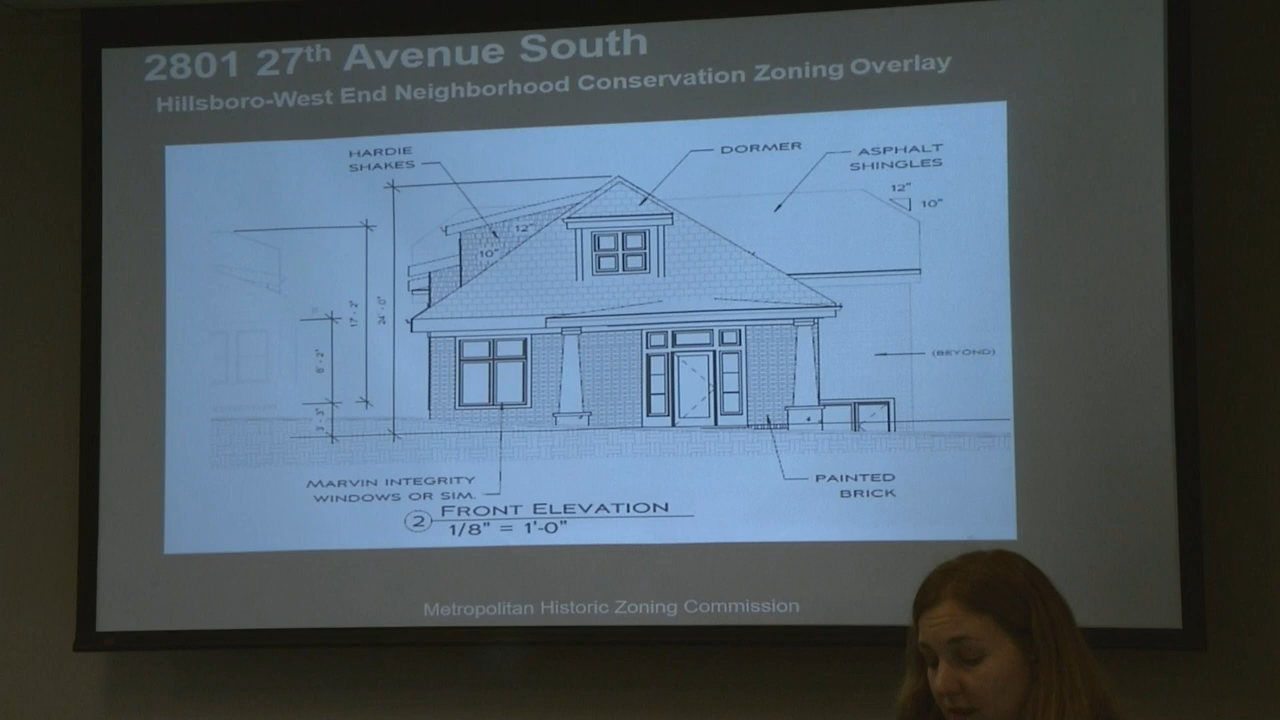 2801 27th Avenue South
Hillsboro-West End Neighborhood Conservation Zoning Overlay
HARDIE
SHAKES
DORMER
ASPHALT
SHINGLES
12"
10"
12"
10"
17'- 2"
24'- 0"
(BEYOND)
3'- 3"
MARVIN INTEGRITY
WINDOWS OR SIM.
PAINTED
BRICK
2 FRONT ELEVATION
1/8" = 1'-0"
Metropolitan Historic Zoning Commission